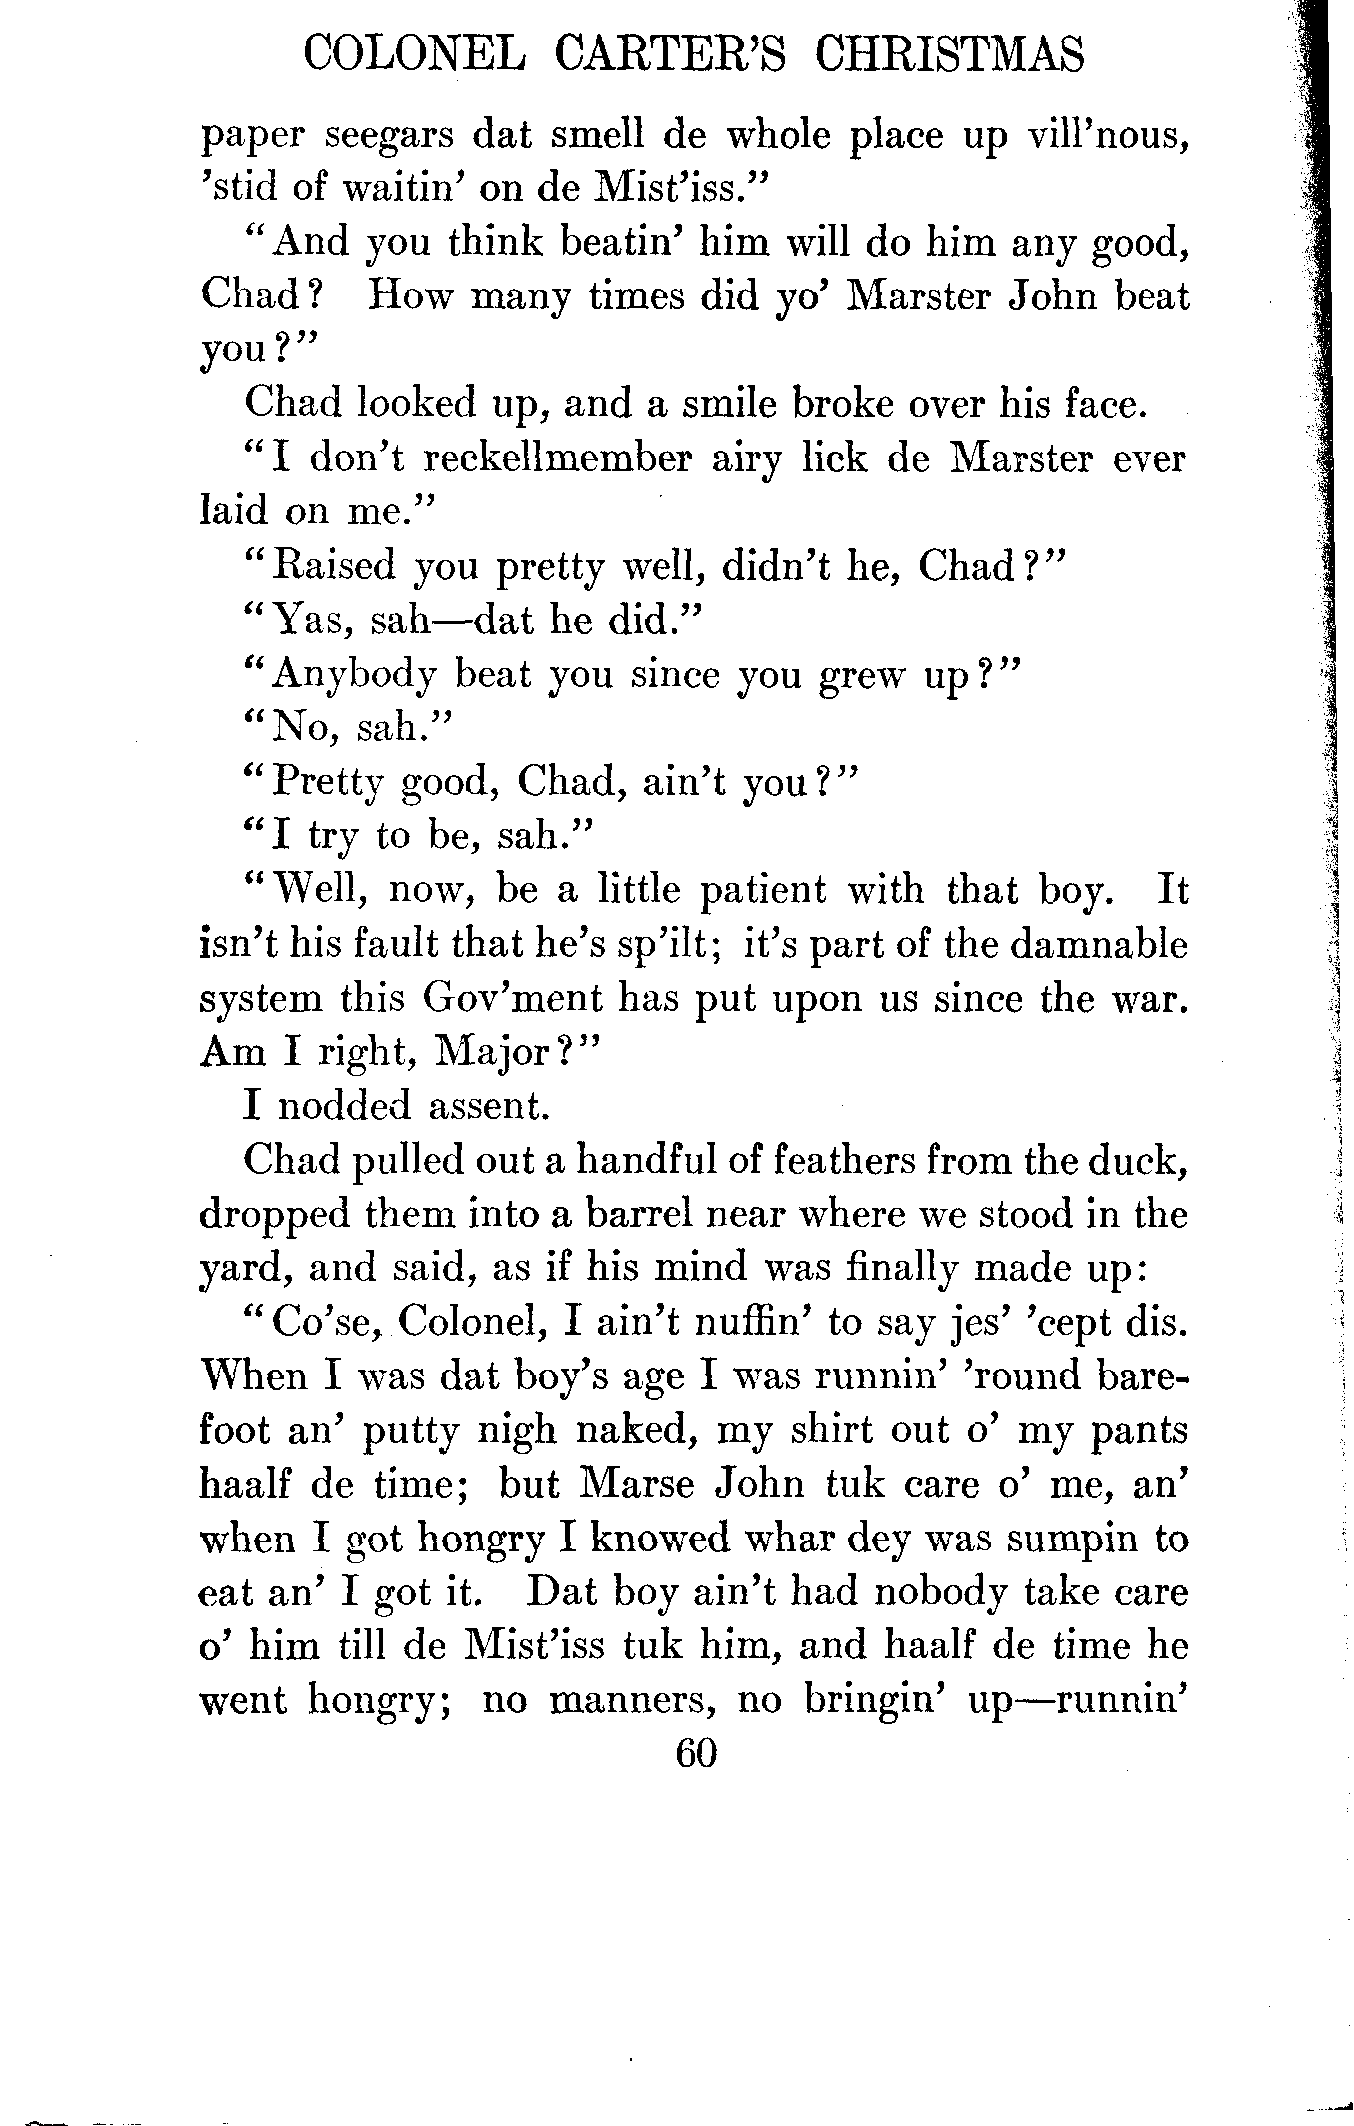 COLONEL CARTER'S CHRISTMAS
paper seegars dat smell de whole place up vill'nous,
'stid of waitin' on de Mist'iss."
"And you think beatin' him will do him any good,
Chad? How many times did yo' Marster John beat
you?"
Chad looked up, and a smile broke over his face.
"I don't reckellmember airy lick de Marster ever
laid on me."
"Raised you pretty well, didn't he, Chad?"
"Yas, sah—dat he did."
"Anybody beat you since you grew up?"
"No, sah."
"Pretty good, Chad, ain't you?"
"I try to be, sah."
"Well, now, be a little patient with that boy. It
isn't his fault that he's sp'ilt; it's part of the damnable
system this Gov'ment has put upon us since the war.
Am I right, Major?"
I nodded assent.
Chad pulled out a handful of feathers from the duck,
dropped them into a barrel near where we stood in the
yard, and said, as if his mind was finally made up:
"Co'se, Colonel, I ain't nuffin' to say jes' 'cept dis.
When I was dat boy's age I was runnin' 'round bare-
foot an' putty nigh naked, my shirt out o' my pants
haalf de time; but Marse John tuk care o' me, an'
when I got hongry I knowed whar dey was sumpin to
eat an' I got it. Dat boy ain't had nobody take care
o' him till de Mist'iss tuk him, and haalf de time he
went hongry; no manners, no bringin' up—runnin'
60